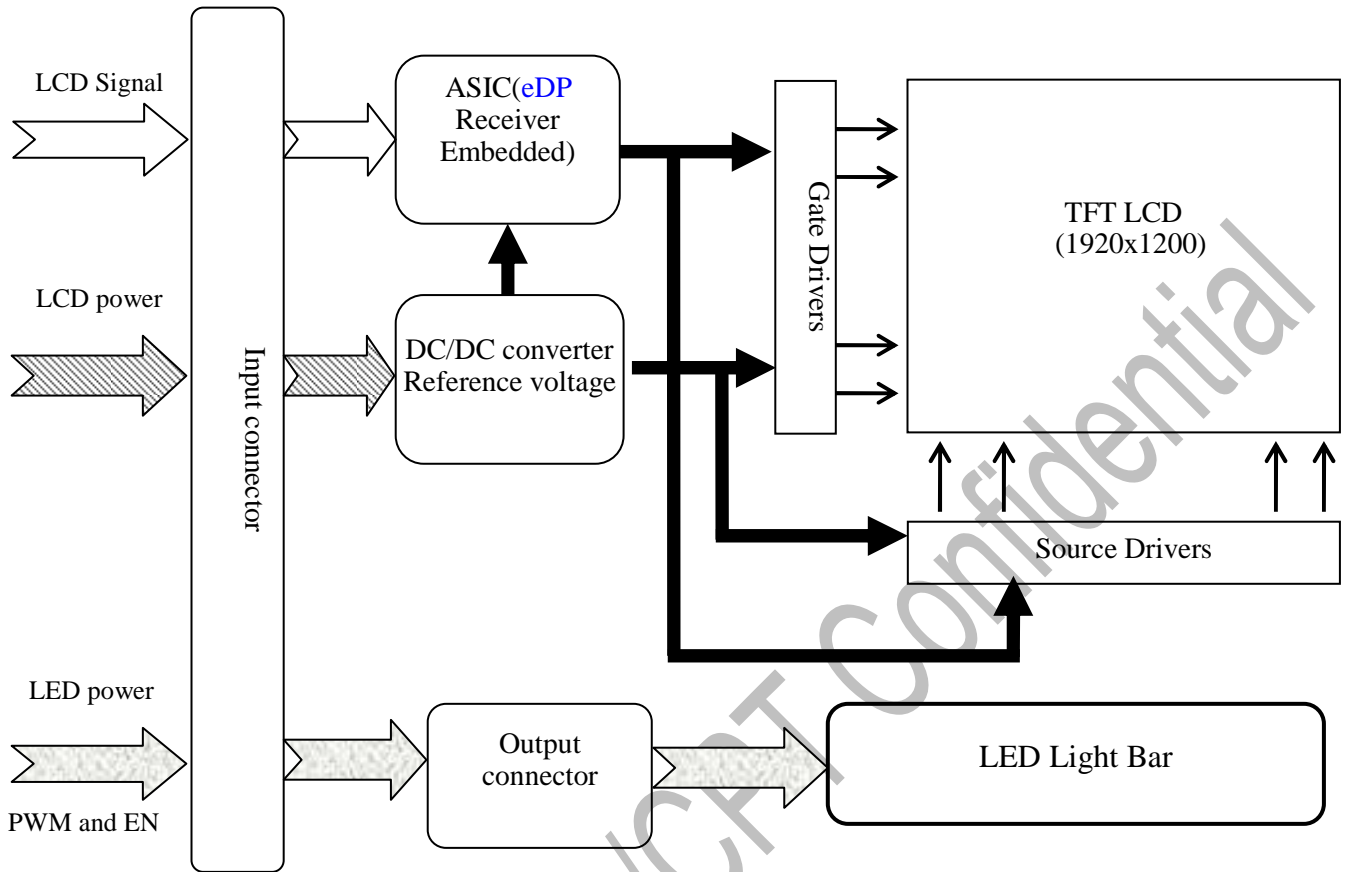 LCD Signal
ASIC(eDP
Receiver
Embedded)
Gate Drivers
TFT LCD
(1920x1200)
LCD power
Input connector
DC/DC converter
Reference voltage
Source Drivers
LED power
PWM and EN
Output
connector
LED Light Bar
/CPT Confidential